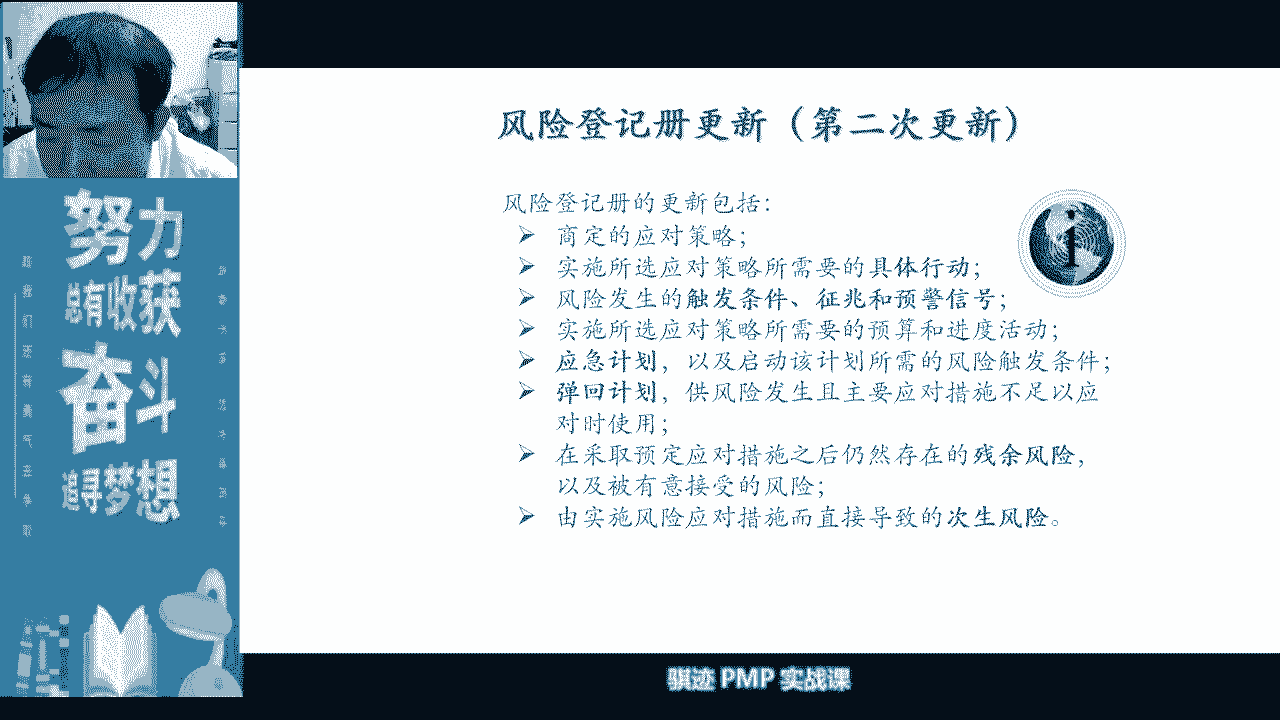 风险登记册更新（第二次更新）
风险登记册的更新包括：
➢ 商定的应对策略；
➢ 实施所选应对策略所需要的具体行动；
➢ 风险发生的触发条件、征兆和预警信号；
➢ 实施所选应对策略所需要的预算和进度活动；
➢ 应急计划，以及启动该计划所需的风险触发条件；
➢ 弹回计划，供风险发生且主要应对措施不足以应
对时使用；
➢ 在采取预定应对措施之后仍然存在的残余风险，
以及被有意接受的风险；
➢ 由实施风险应对措施而直接导致的次生风险。
努力
总有收获
奋斗
追寻梦想
骐迹 PMP 实战课